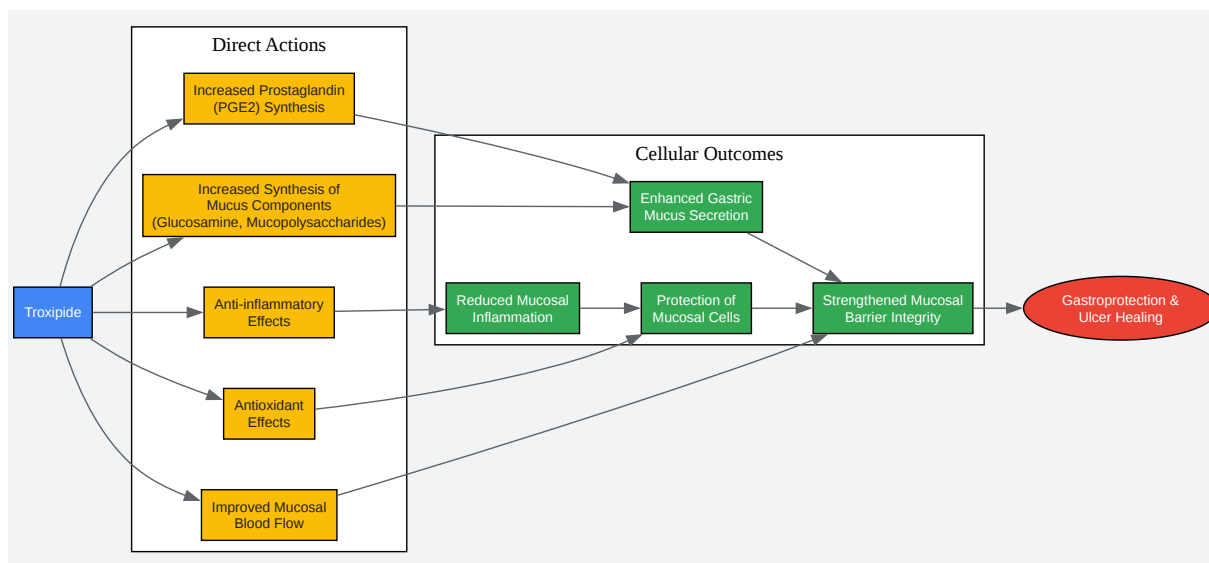 Direct Actions
Increased Prostaglandin
(PGE2) Synthesis
Increased Synthesis of
Mucus Components
(Glucosamine, Mucopolysaccharides)
Anti-inflammatory
Effects
Antioxidant
Effects
Improved Mucosal
Blood Flow
Troxipide
Cellular Outcomes
Enhanced Gastric
Mucus Secretion
Reduced Mucosal
Inflammation
Protection of
Mucosal Cells
Strengthened Mucosal
Barrier Integrity
Gastroprotection &
Ulcer Healing